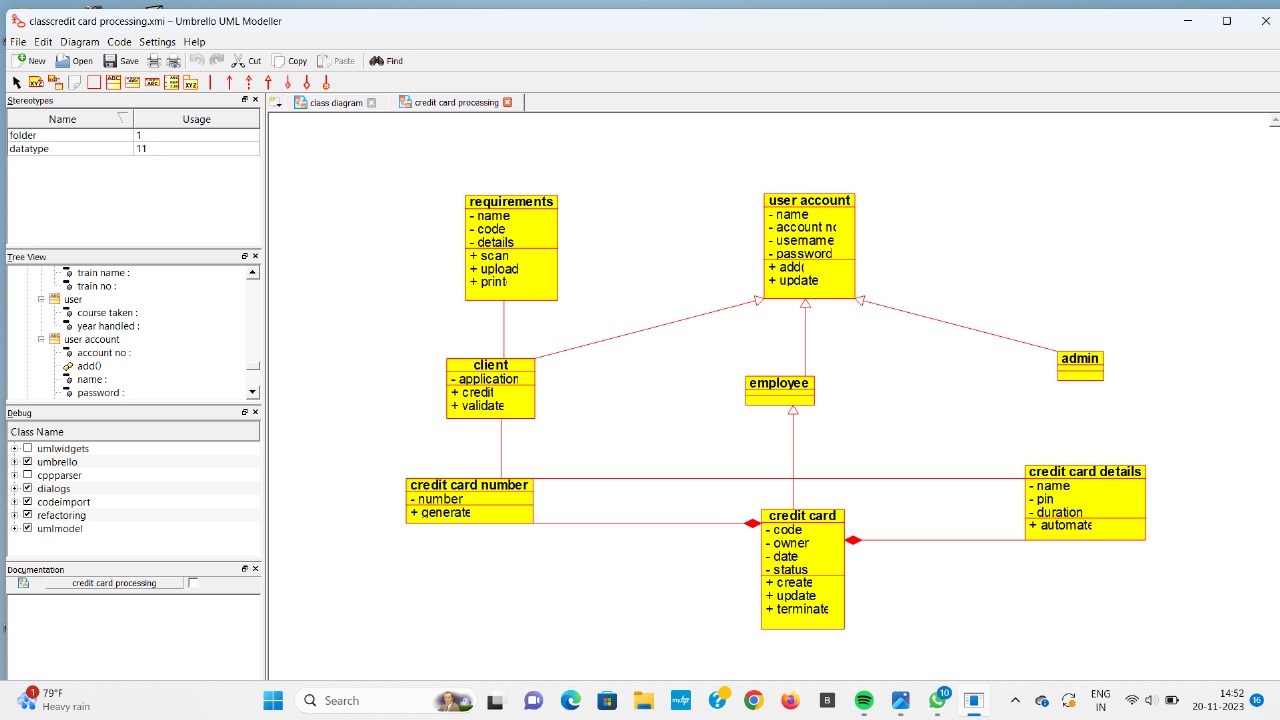 classcredit card processing.xmi – Umbrello UML Modeller
File Edit Diagram Code Settings Help
New Open Save Cut Copy Paste Find
Stereotypes
Name Usage
folder 1
datatype 11
Tree View
train name :
train no :
user
course taken :
year handled :
user account
account no :
add()
name :
password :
Debug
Class Name
umlwidgets
umbrello
cppparser
dialogs
codeimport
refactoring
umlmodel
Documentation
credit card processing
class diagram
credit card processing
requirements
- name
- code
- details
+ scan
+ upload
+ print
user account
- name
- account no
- username
- password
+ add(
+ update
client
- application
+ credit
+ validate
employee
admin
credit card number
- number
+ generate
credit card details
- name
- pin
- duration
+ automate
credit card
- code
- owner
- date
- status
+ create
+ update
+ terminate
1
79°F
Heavy rain
Search
10
ENG
IN
14:52
20-11-2023
16